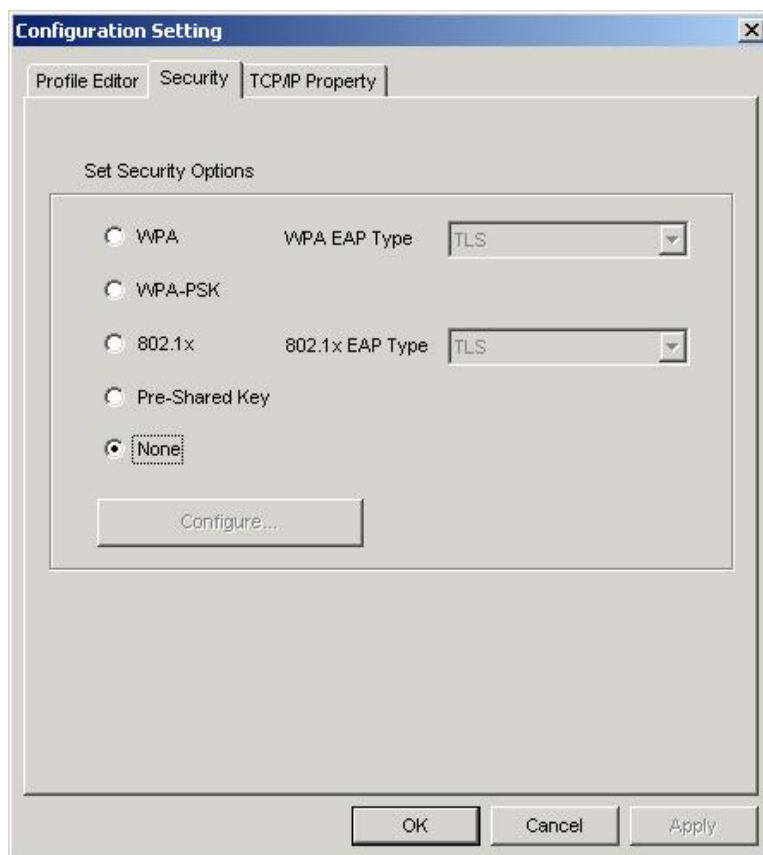 Configuration Setting
Profile Editor Security TCP/IP Property
Set Security Options
WPA WPA EAP Type TLS
WPA-PSK
802.1x 802.1x EAP Type TLS
Pre-Shared Key
None
Configure...
OK Cancel Apply